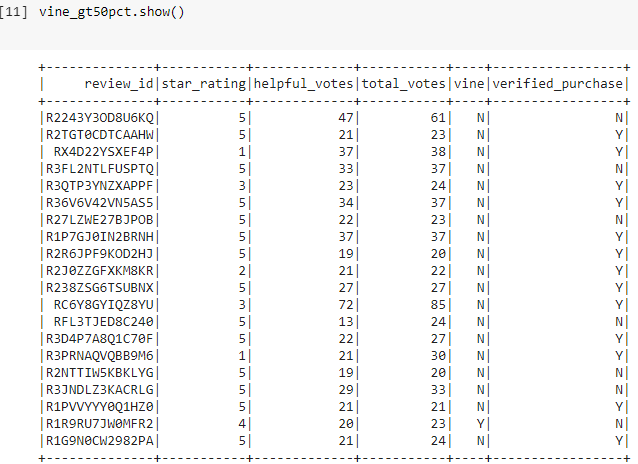 [11] vine_gt50pct.show()
+--------------+-----------+-------------+-----------+----+-----------------+
|     review_id|star_rating|helpful_votes|total_votes|vine|verified_purchase|
+--------------+-----------+-------------+-----------+----+-----------------+
|R2243Y3OD8U6KQ|          5|           47|         61|   N|                N|
|R2TGT0CDTCAAHW|          5|           21|         23|   N|                Y|
| RX4D22YSXEF4P|          1|           37|         38|   N|                Y|
|R3FL2NTLFUSPTQ|          5|           33|         37|   N|                N|
|R3QTP3YNZXAPPF|          3|           23|         24|   N|                Y|
|R36V6V42VN5AS5|          5|           34|         37|   N|                Y|
|R27LZWE27BJPOB|          5|           22|         23|   N|                N|
|R1P7GJ0IN2BRNH|          5|           37|         37|   N|                Y|
|R2R6JPF9KOD2HJ|          5|           19|         20|   N|                Y|
|R2J0ZZGFXKM8KR|          2|           21|         22|   N|                Y|
|R238ZSG6TSUBNX|          5|           27|         27|   N|                Y|
| RC6Y8GYIQZ8YU|          3|           72|         85|   N|                Y|
| RFL3TJED8C240|          5|           13|         24|   N|                N|
|R3D4P7A8Q1C70F|          5|           22|         27|   N|                Y|
|R3PRNAQVQBB9M6|          1|           21|         30|   N|                Y|
|R2NTTIW5KBKLYG|          5|           19|         20|   N|                N|
|R3JNDLZ3KACRLG|          5|           29|         33|   N|                N|
|R1PVVYYY0Q1HZ0|          5|           21|         21|   N|                Y|
|R1R9RU7JW0MFR2|          4|           20|         23|   Y|                N|
|R1G9N0CW2982PA|          5|           21|         24|   N|                Y|
+--------------+-----------+-------------+-----------+----+-----------------+